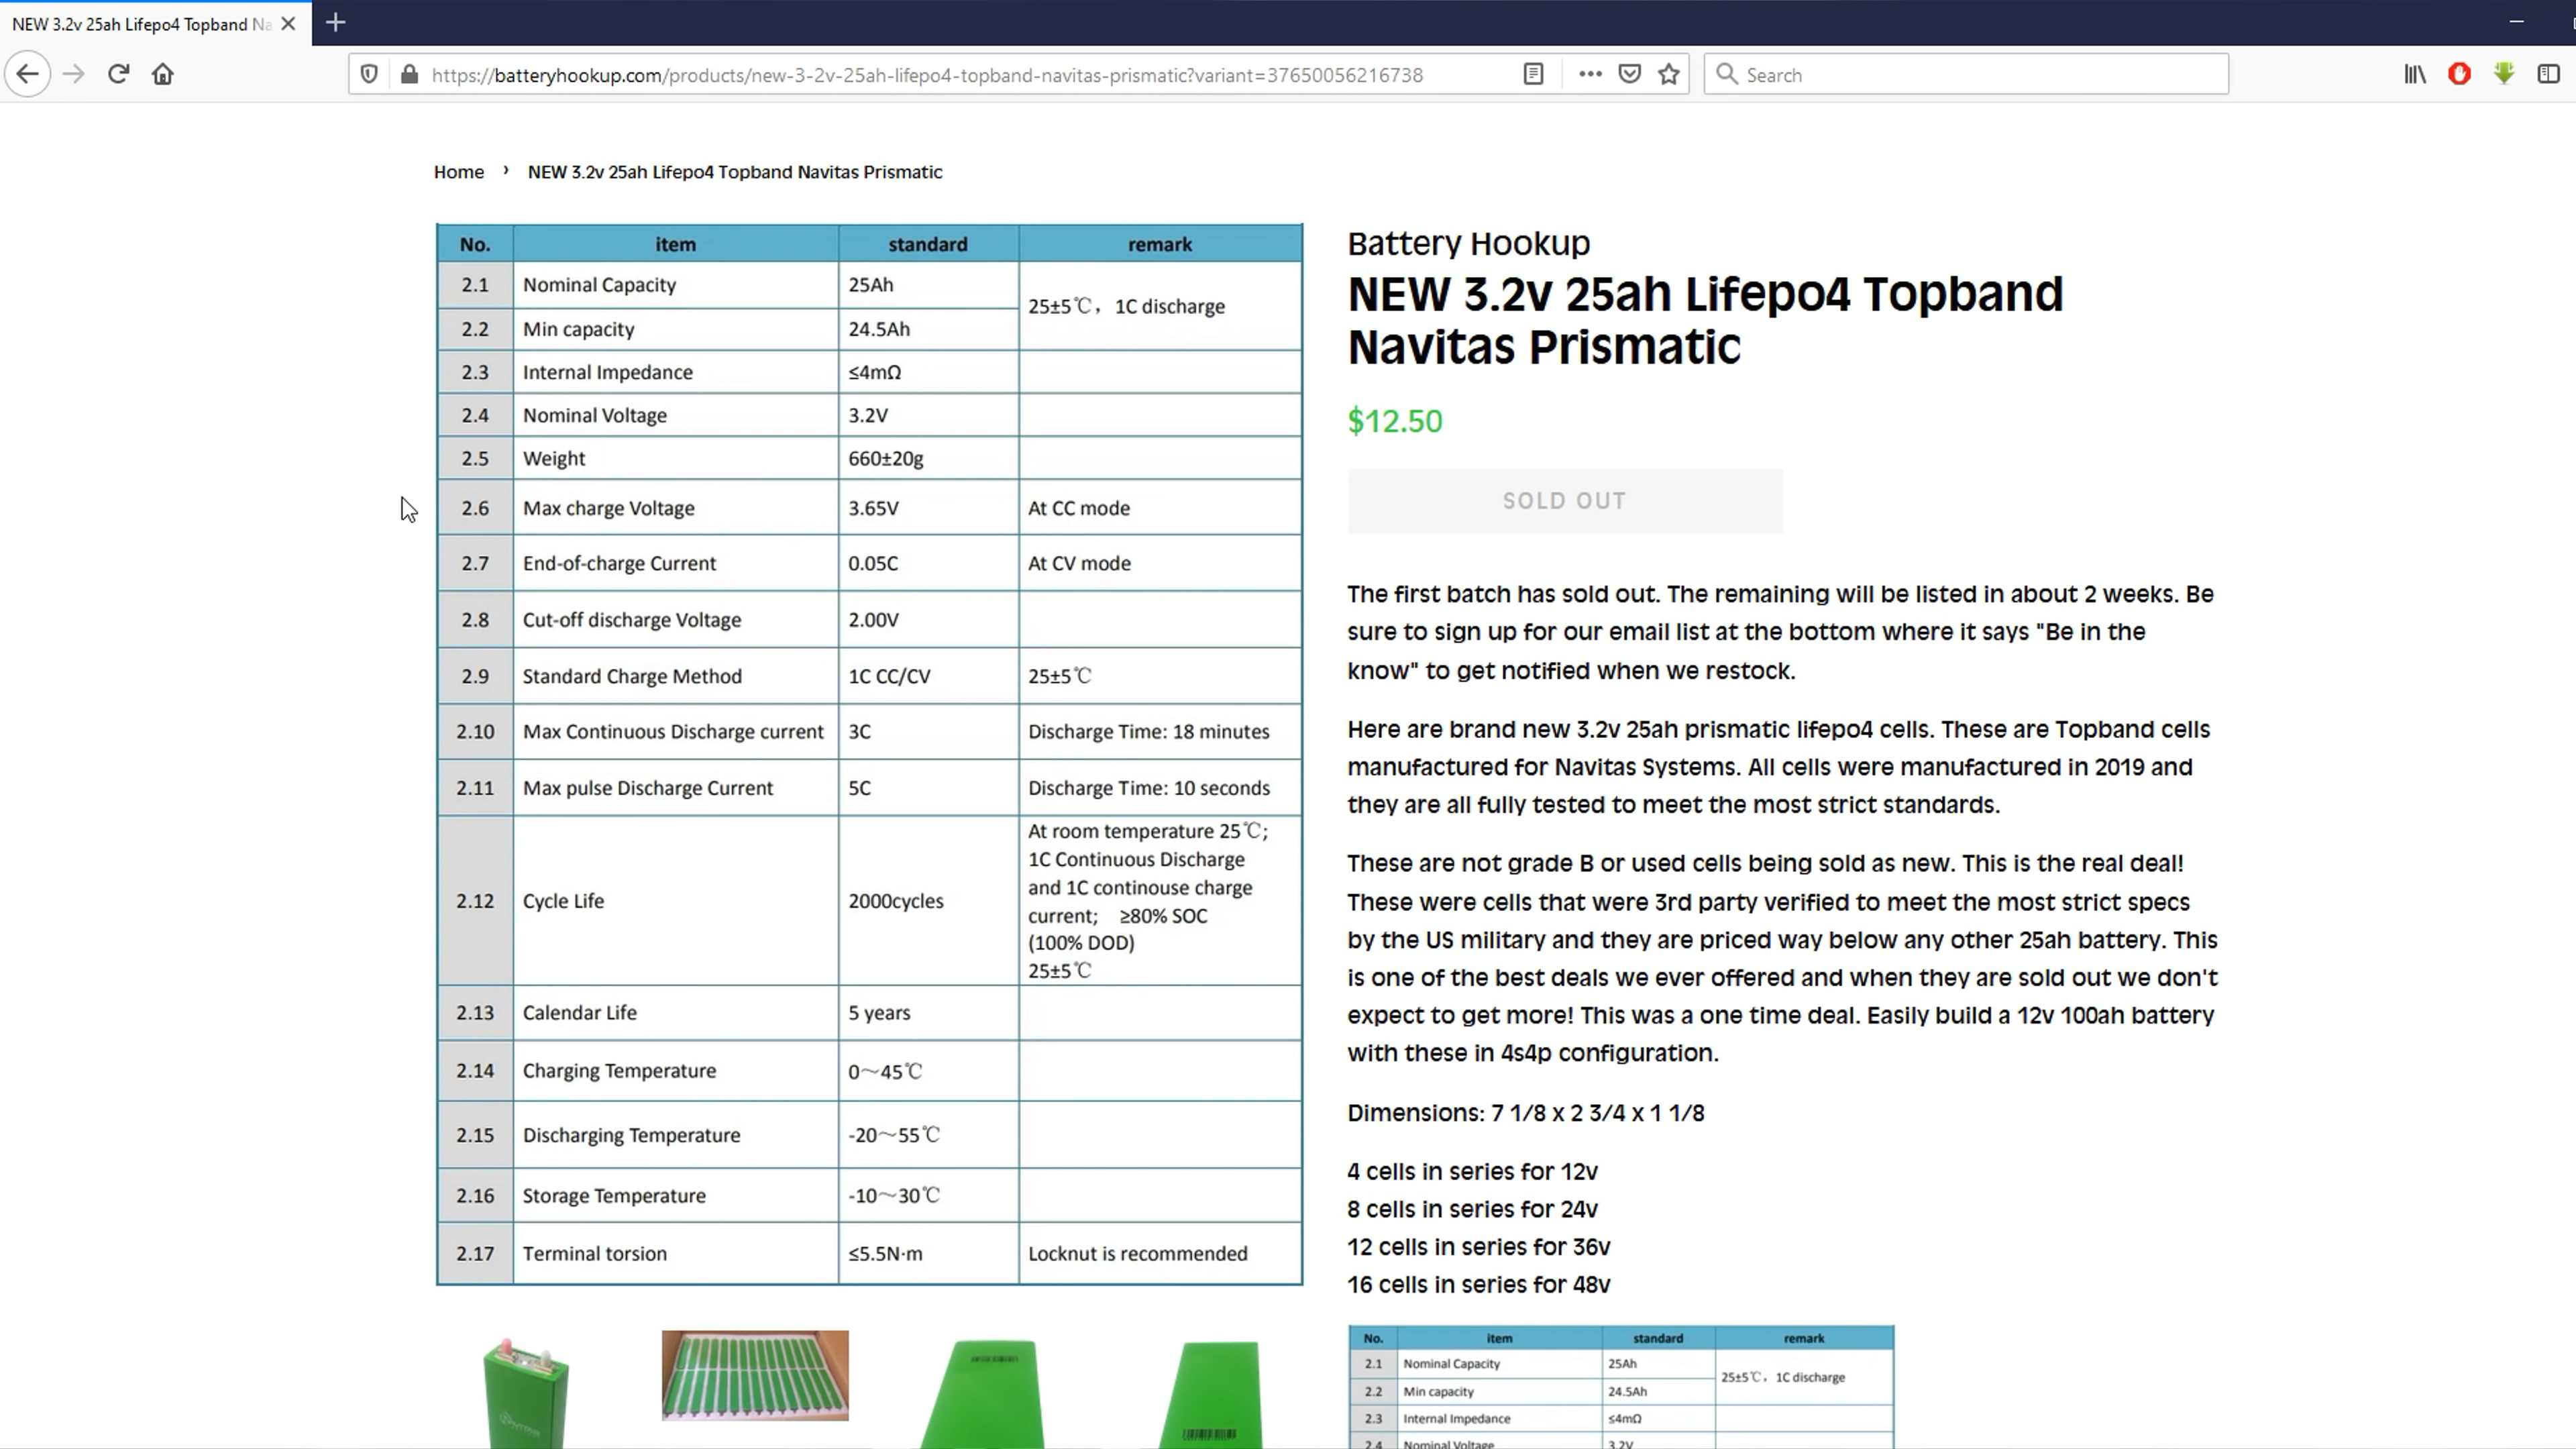 NEW 3.2v 25ah Lifepo4 Topband Na
https://batteryhookup.com/products/new-3-2v-25ah-lifepo4-topband-navitas-prismatic?variant=37650056216738
Search
Home › NEW 3.2v 25ah Lifepo4 Topband Navitas Prismatic
No. item standard remark
2.1 Nominal Capacity 25Ah 25±5℃, 1C discharge
2.2 Min capacity 24.5Ah
2.3 Internal Impedance ≤4mΩ
2.4 Nominal Voltage 3.2V
2.5 Weight 660±20g
2.6 Max charge Voltage 3.65V At CC mode
2.7 End-of-charge Current 0.05C At CV mode
2.8 Cut-off discharge Voltage 2.00V
2.9 Standard Charge Method 1C CC/CV 25±5℃
2.10 Max Continuous Discharge current 3C Discharge Time: 18 minutes
2.11 Max pulse Discharge Current 5C Discharge Time: 10 seconds
2.12 Cycle Life 2000cycles At room temperature 25℃;
1C Continuous Discharge
and 1C continouse charge
current; ≥80% SOC
(100% DOD)
25±5℃
2.13 Calendar Life 5 years
2.14 Charging Temperature 0～45℃
2.15 Discharging Temperature -20～55℃
2.16 Storage Temperature -10～30℃
2.17 Terminal torsion ≤5.5N·m Locknut is recommended
Battery Hookup
NEW 3.2v 25ah Lifepo4 Topband
Navitas Prismatic
$12.50
SOLD OUT
The first batch has sold out. The remaining will be listed in about 2 weeks. Be
sure to sign up for our email list at the bottom where it says "Be in the
know" to get notified when we restock.
Here are brand new 3.2v 25ah prismatic lifepo4 cells. These are Topband cells
manufactured for Navitas Systems. All cells were manufactured in 2019 and
they are all fully tested to meet the most strict standards.
These are not grade B or used cells being sold as new. This is the real deal!
These were cells that were 3rd party verified to meet the most strict specs
by the US military and they are priced way below any other 25ah battery. This
is one of the best deals we ever offered and when they are sold out we don't
expect to get more! This was a one time deal. Easily build a 12v 100ah battery
with these in 4s4p configuration.
Dimensions: 7 1/8 x 2 3/4 x 1 1/8
4 cells in series for 12v
8 cells in series for 24v
12 cells in series for 36v
16 cells in series for 48v
No. item standard remark
2.1 Nominal Capacity 25Ah 25±5℃, 1C discharge
2.2 Min capacity 24.5Ah
2.3 Internal Impedance ≤4mΩ
2.4 Nominal Voltage 3.2V